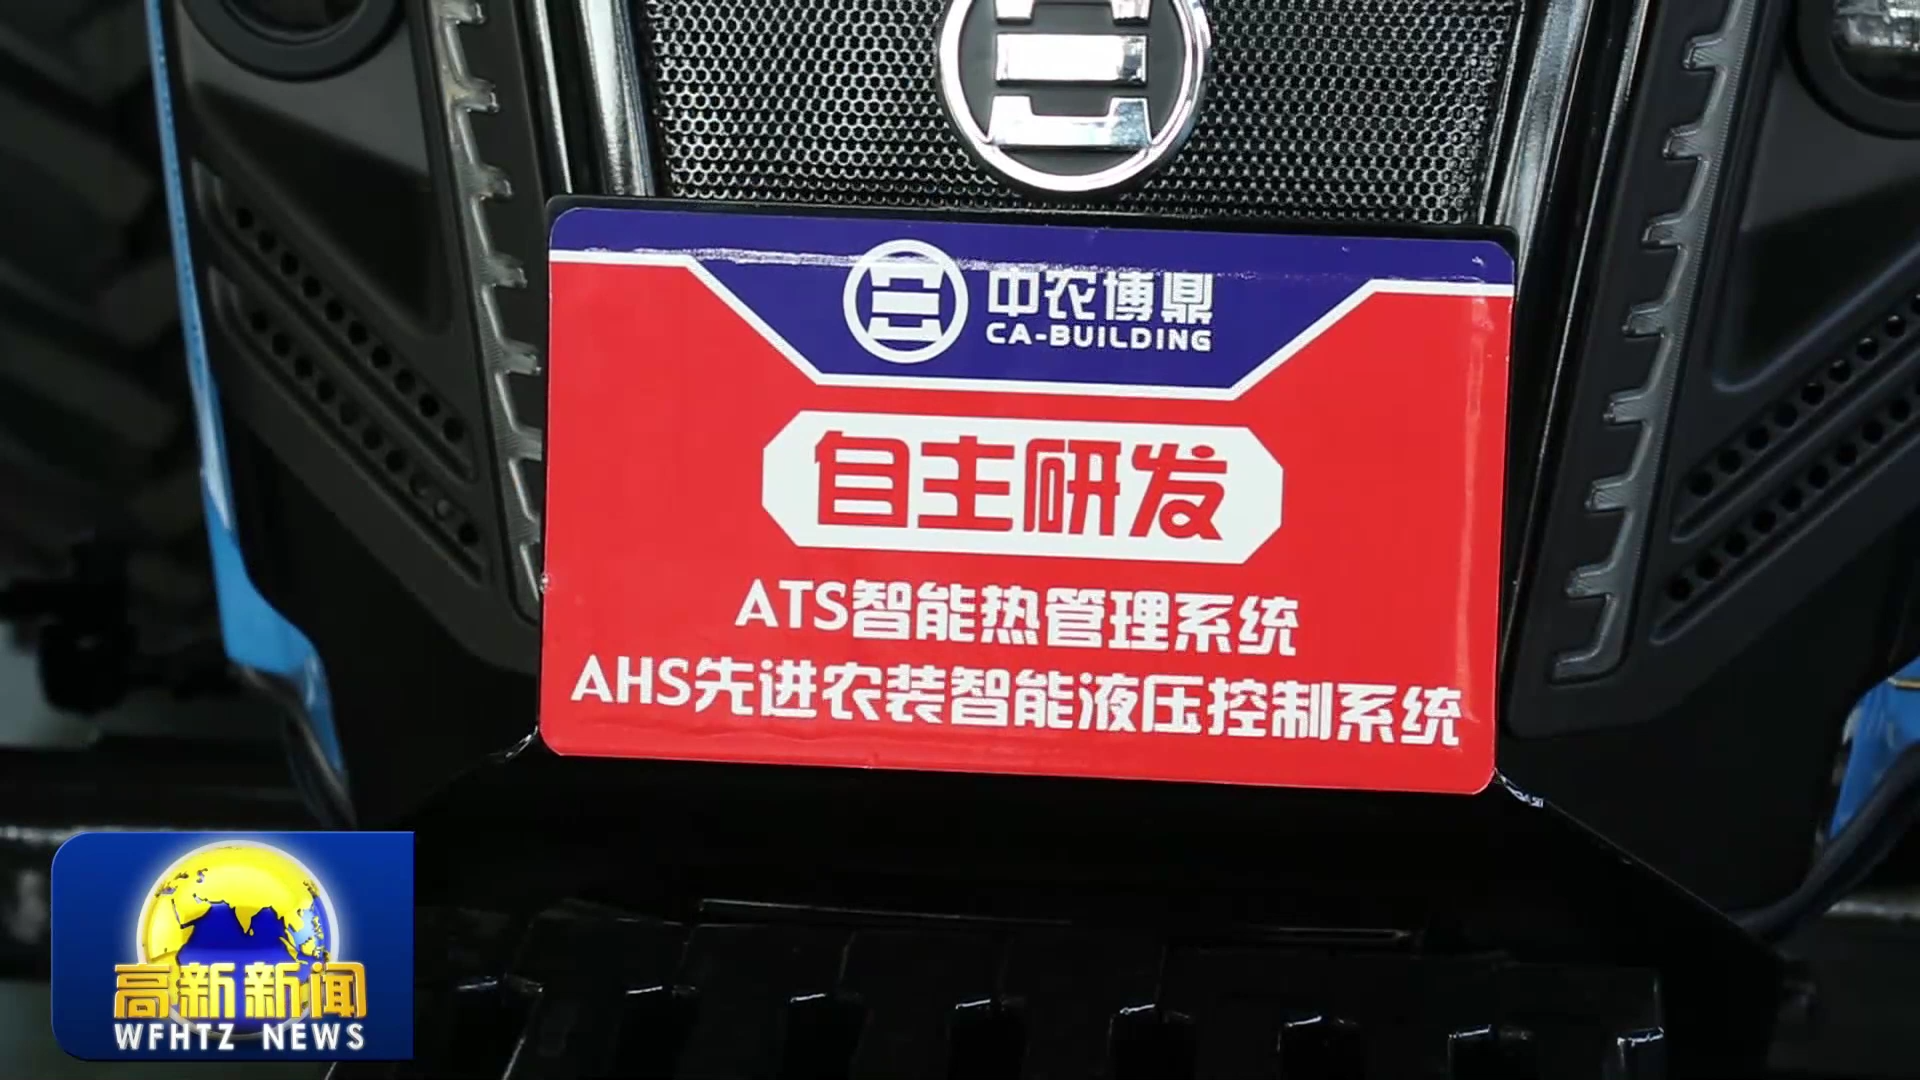 中农博鼎
CA-BUILDING
自主研发
ATS智能热管理系统
AHS先进农装智能液压控制系统
高新新闻
WFHTZ NEWS